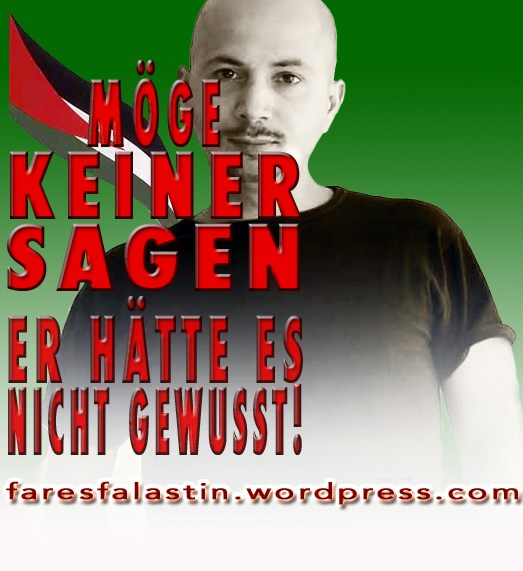 MÖGE
KEINER
SAGEN
ER HÄTTE ES
NICHT GEWUSST!
faresfalastin.wordpress.com